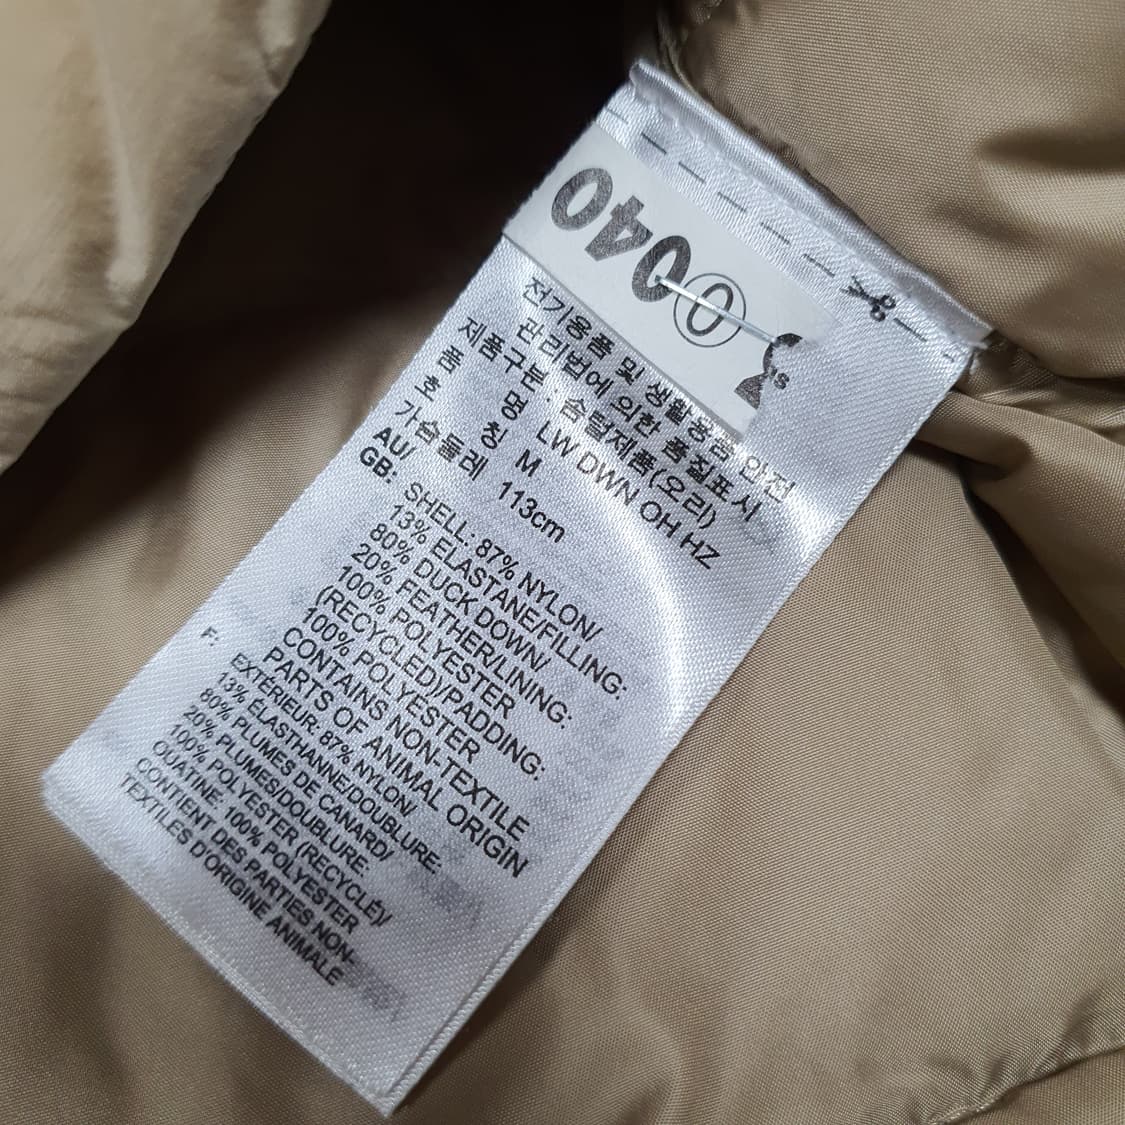 0400
전기용품 및 생활용품 안전
관리법에 의한 품질표시
제품구분 : 솜털제품(오리)
품 명 LW DWN OH HZ
호 칭 M
가슴둘레 113cm
AU/
GB:
SHELL: 87% NYLON/
13% ELASTANE/FILLING:
80% DUCK DOWN/
20% FEATHER/LINING:
100% POLYESTER
(RECYCLED)/PADDING:
100% POLYESTER
CONTAINS NON-TEXTILE
PARTS OF ANIMAL ORIGIN
F:
EXTÉRIEUR: 87% NYLON/
13% ÉLASTHANNE/DOUBLURE:
80% PLUMES DE CANARD/
20% PLUMES/DOUBLURE:
100% POLYESTER (RECYCLÉ)/
OUATINE: 100% POLYESTER
CONTIENT DES PARTIES NON-
TEXTILES D'ORIGINE ANIMALE